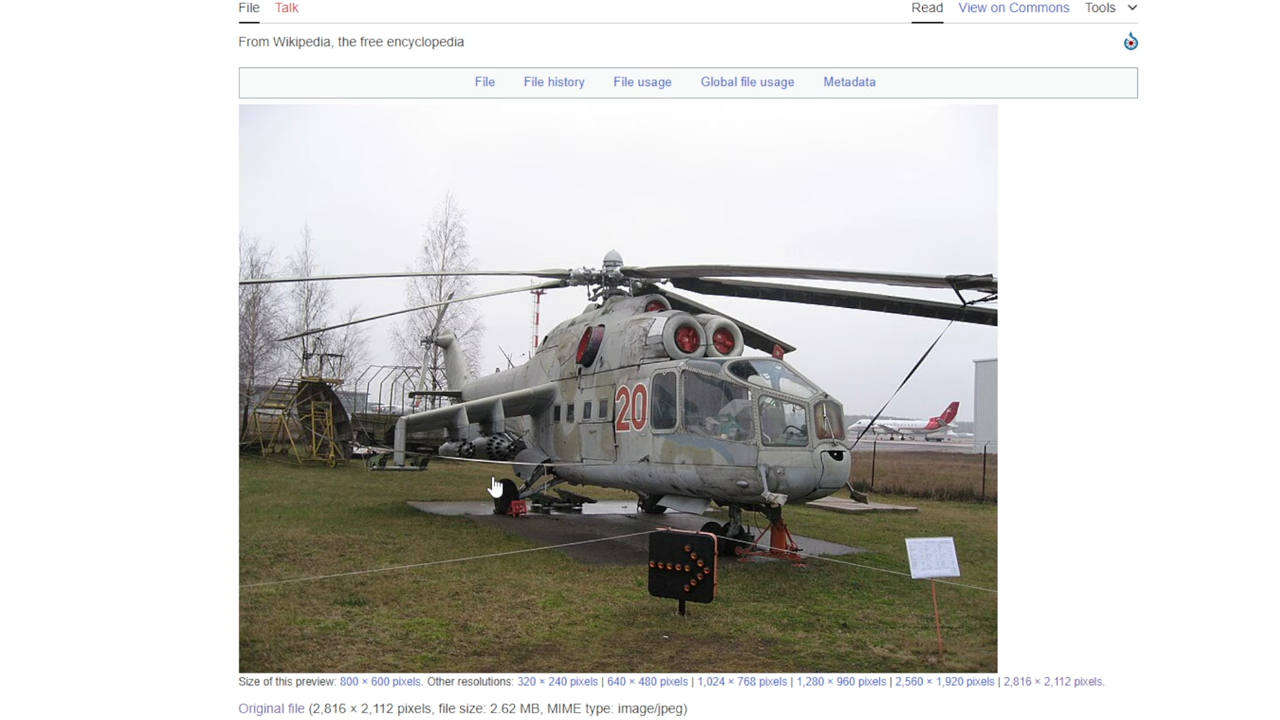 File Talk Read View on Commons Tools
From Wikipedia, the free encyclopedia
File File history File usage Global file usage Metadata
20
Size of this preview: 800 × 600 pixels. Other resolutions: 320 × 240 pixels | 640 × 480 pixels | 1,024 × 768 pixels | 1,280 × 960 pixels | 2,560 × 1,920 pixels | 2,816 × 2,112 pixels.
Original file (2,816 × 2,112 pixels, file size: 2.62 MB, MIME type: image/jpeg)